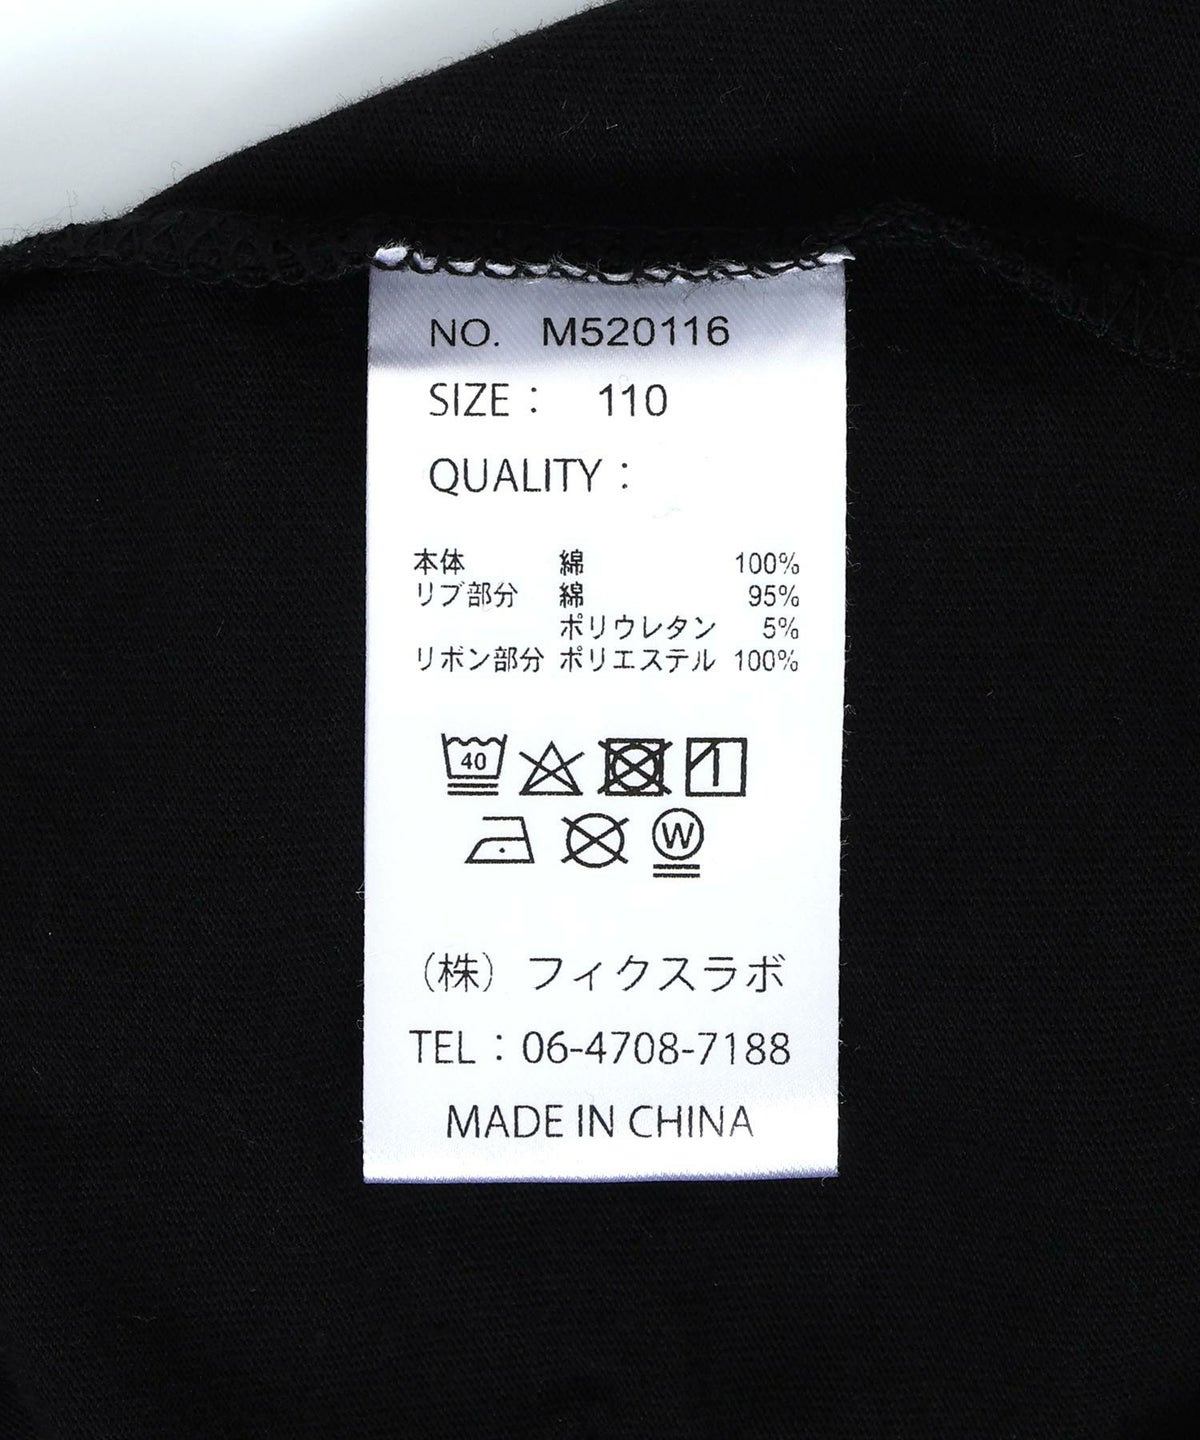 NO. M520116
SIZE： 110
QUALITY：
本体 綿 100%
リブ部分 綿 95%
ポリウレタン 5%
リボン部分 ポリエステル 100%
40
W
（株）フィクスラボ
TEL：06-4708-7188
MADE IN CHINA